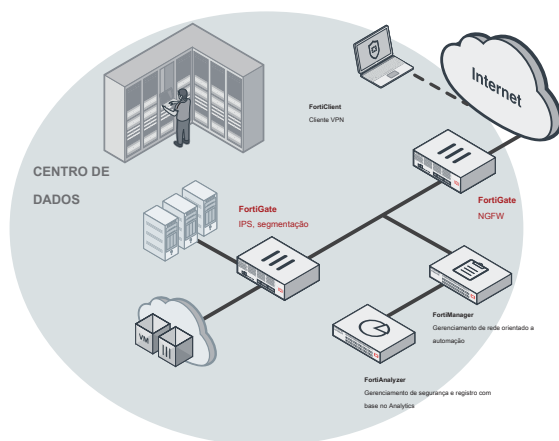 Internet
FortiClient
Cliente VPN
CENTRO DE
DADOS
FortiGate
IPS, segmentação
FortiGate
NGFW
VM
FortiManager
Gerenciamento de rede orientado a
automação
FortiAnalyzer
Gerenciamento de segurança e registro com
base no Analytics